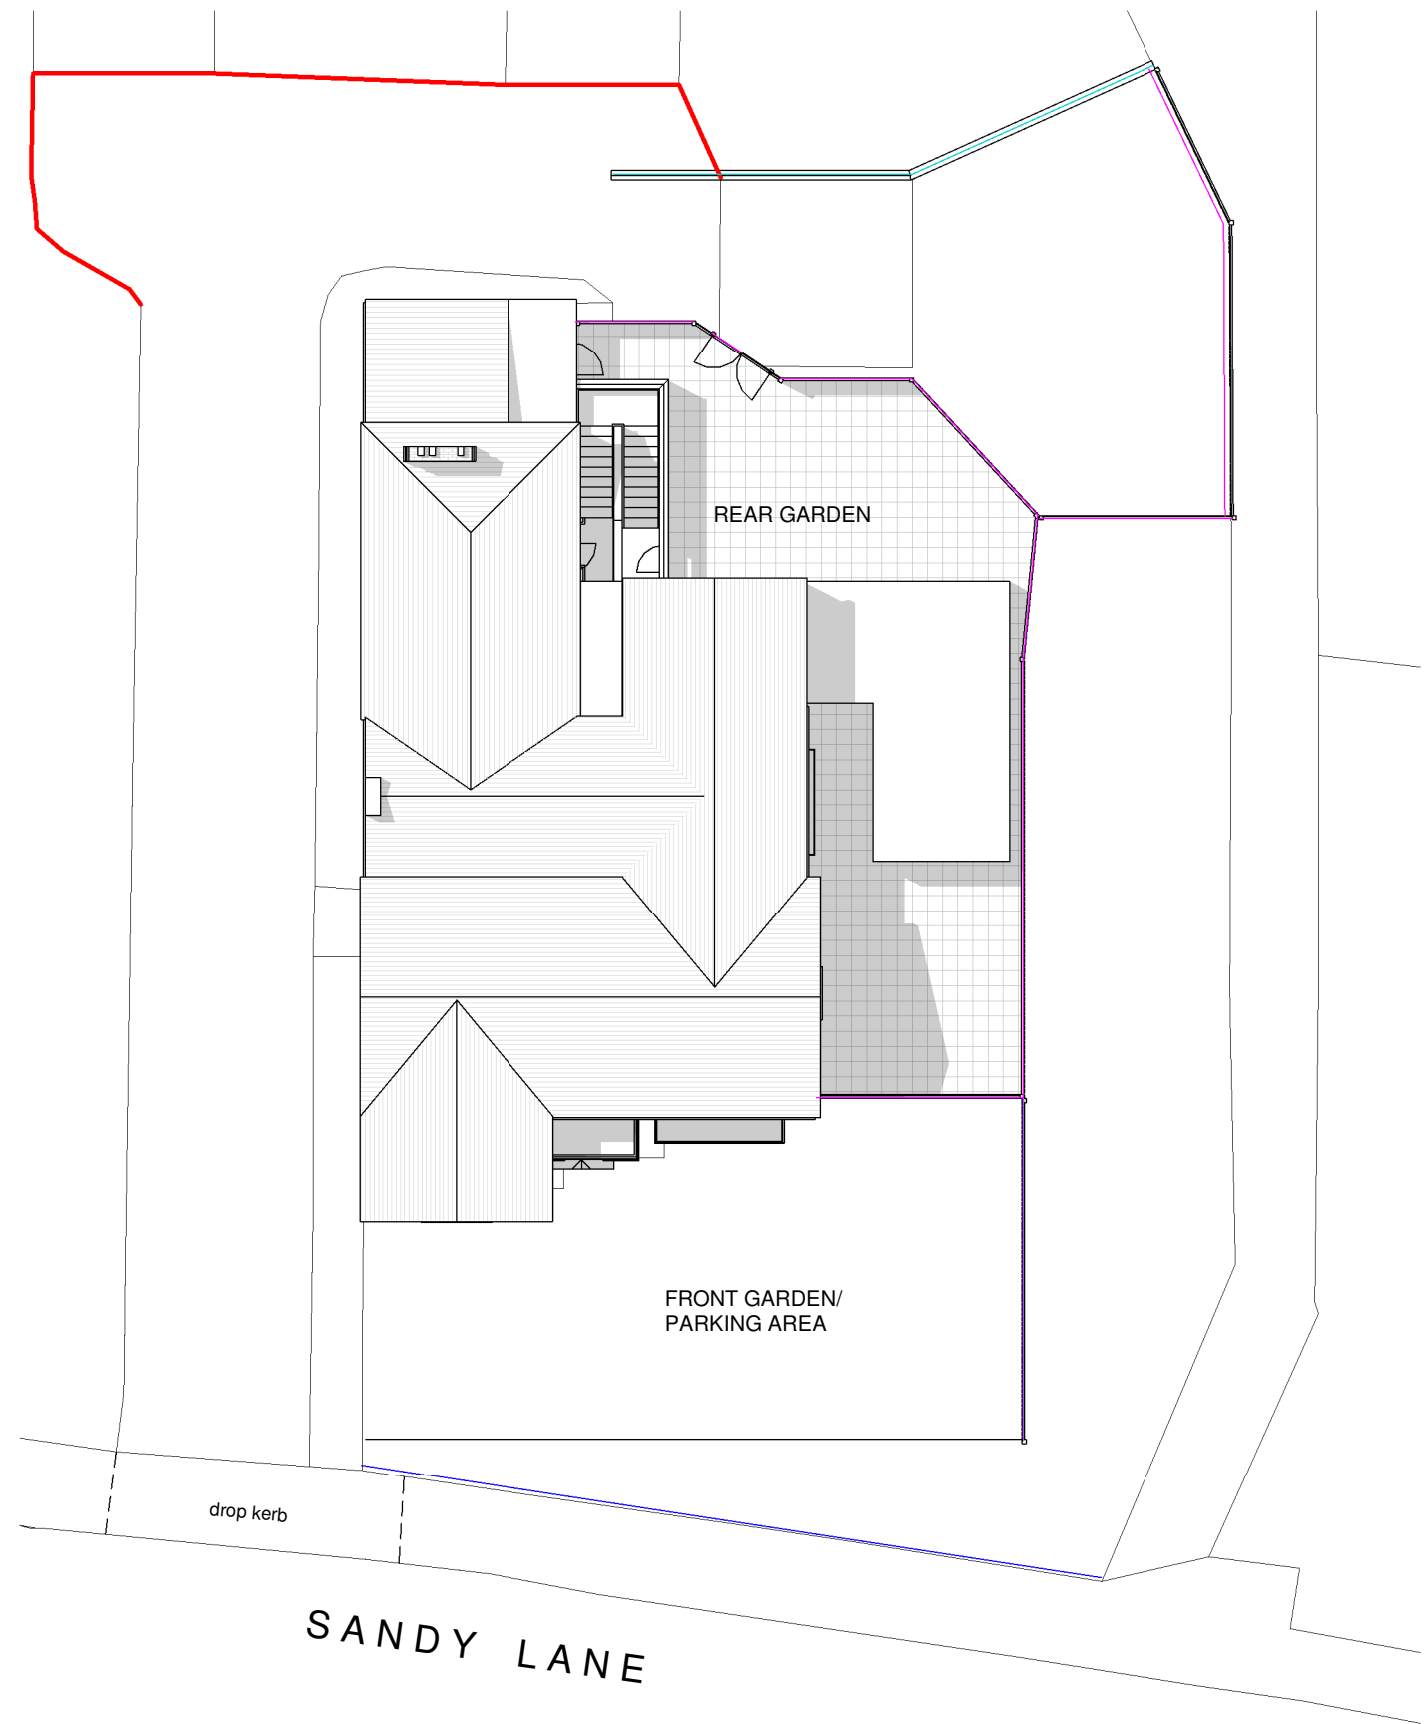 REAR GARDEN
FRONT GARDEN/
PARKING AREA
drop kerb
SANDY LANE